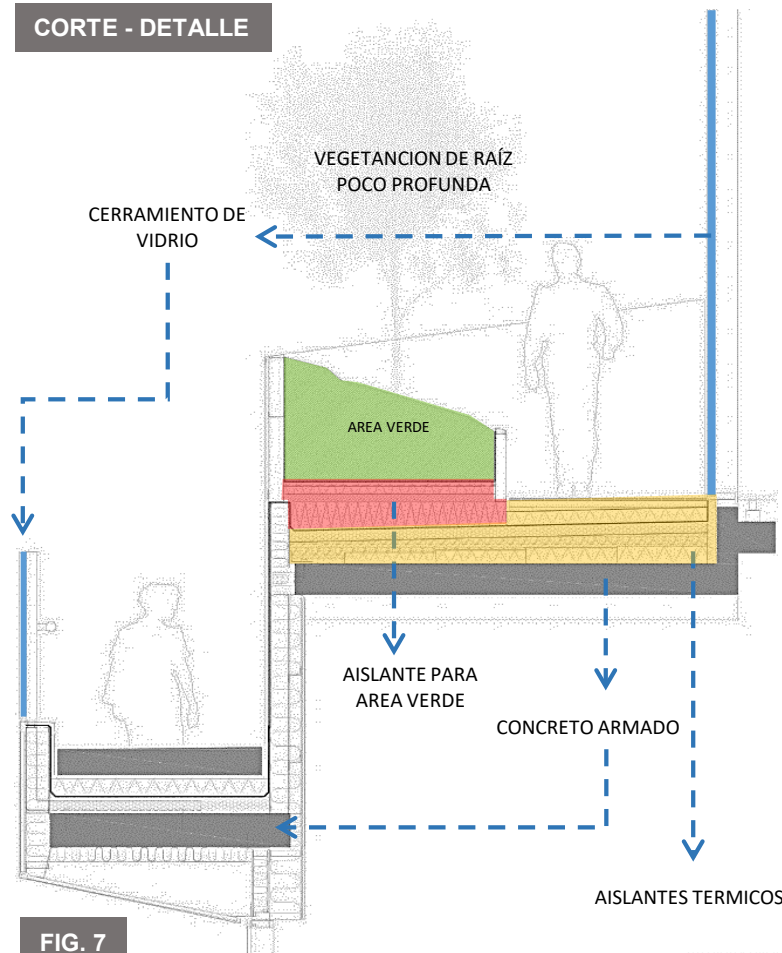 CORTE - DETALLE
VEGETANCION DE RAÍZ
POCO PROFUNDA
CERRAMIENTO DE
VIDRIO
AREA VERDE
AISLANTE PARA
AREA VERDE
CONCRETO ARMADO
AISLANTES TERMICOS
FIG. 7